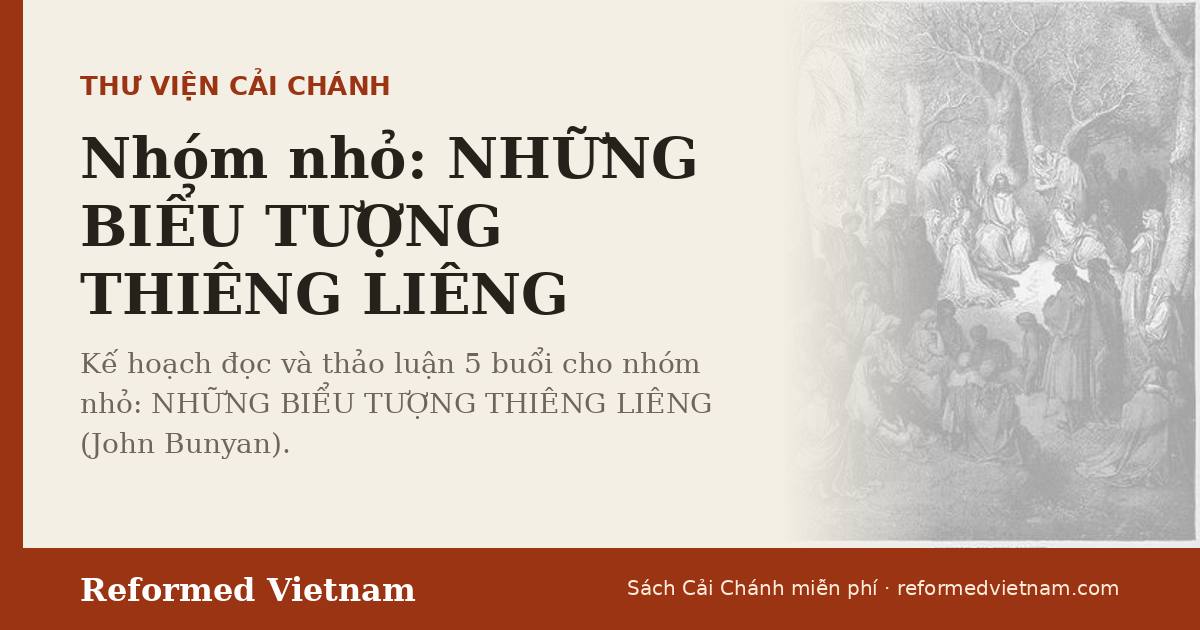 THƯ VIỆN CẢI CHÁNH
Nhóm nhỏ: NHỮNG
BIỂU TƯỢNG
THIÊNG LIÊNG
Kế hoạch đọc và thảo luận 5 buổi cho nhóm
nhỏ: NHỮNG BIỂU TƯỢNG THIÊNG LIÊNG
(John Bunyan).
Reformed Vietnam
Sách Cải Chánh miễn phí · reformedvietnam.com